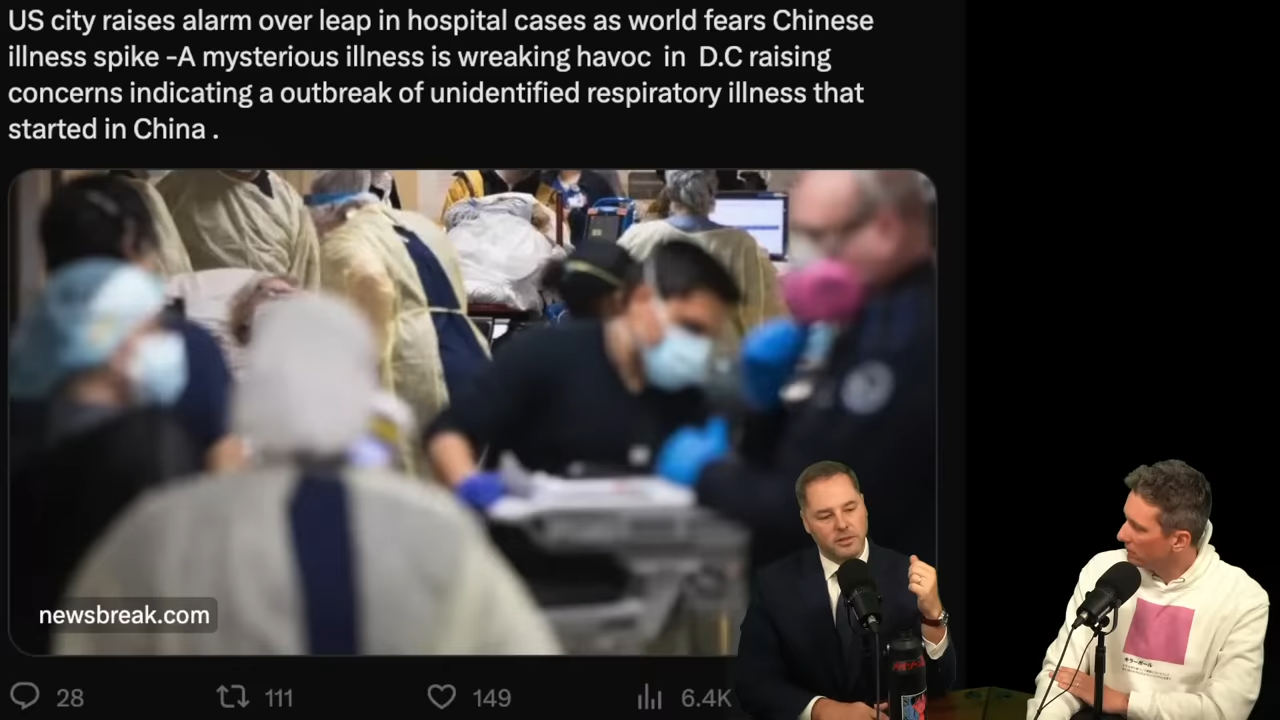 US city raises alarm over leap in hospital cases as world fears Chinese
illness spike -A mysterious illness is wreaking havoc  in  D.C raising
concerns indicating a outbreak of unidentified respiratory illness that
started in China .
newsbreak.com
28
111
149
6.4K